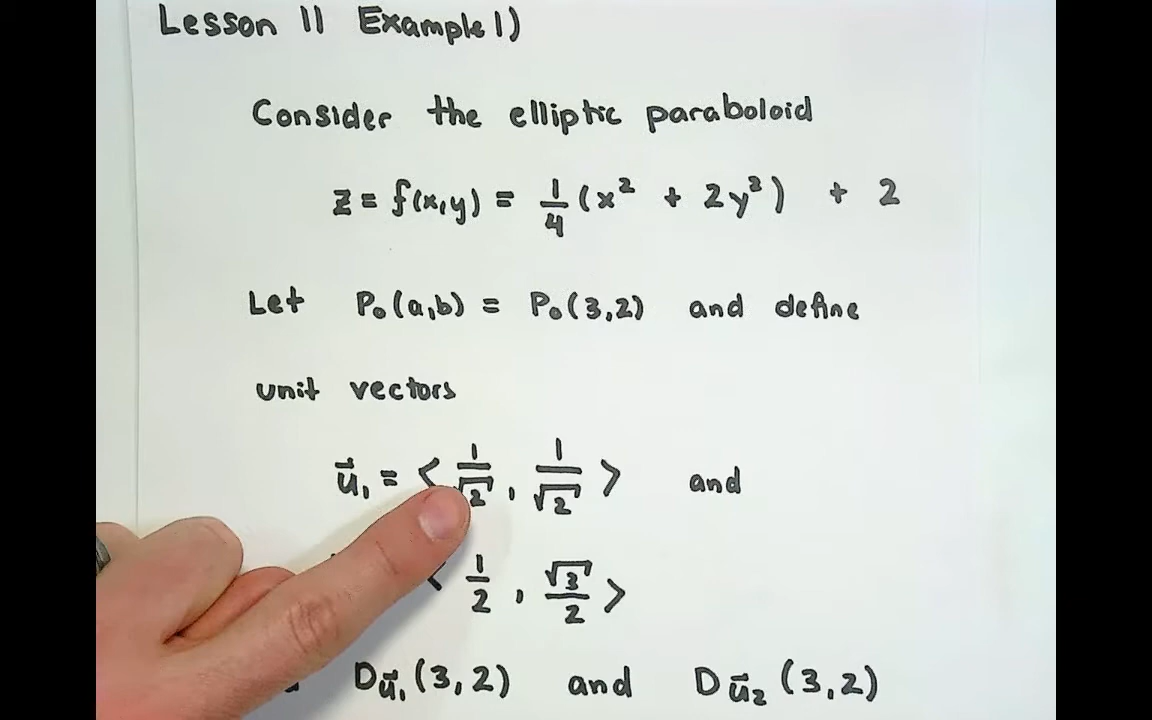 Lesson 11 Example 1)
Consider the elliptic paraboloid
z = f(x,y) = 1/4 (x² + 2y²) + 2
Let P₀(a,b) = P₀(3,2) and define
unit vectors
u⃗₁ = < 1/√2 , 1/√2 > and
< 1/2 , √3/2 >
D_u⃗₁ (3,2) and D_u⃗₂ (3,2)